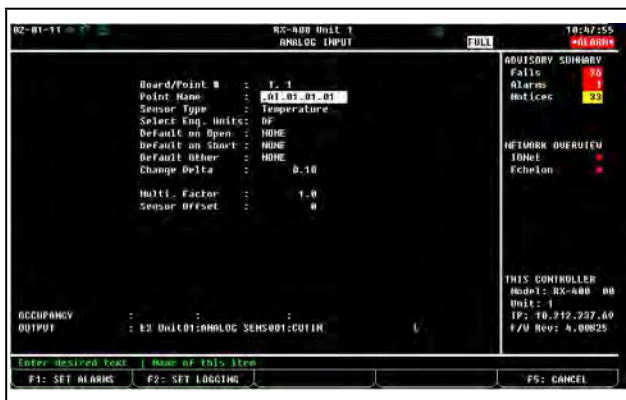 02-01-11 RX-400 Unit 1 10:47:55
ANALOG INPUT FULL *ALARM*
ADVISORY SUMMARY
Fails 26
Alarms 1
Notices 33
Board/Point # : 1. 1
Point Name : .AI.01.01.01
Sensor Type : Temperature
Select Eng. Units: DF
Default on Open : NONE
Default on Short : NONE
Default Other : NONE
Change Delta : 0.10
Multi. Factor : 1.0
Sensor Offset : 0
NETWORK OVERVIEW
IONet
Echelon
THIS CONTROLLER
Model: RX-400 00
Unit: 1
IP: 10.212.237.69
F/W Rev: 4.00B25
OCCUPANCY : : :
OUTPUT : E2 Unit01:ANALOG SENS001:CUTIN
Enter desired text | Name of this item
F1: SET ALARMS F2: SET LOGGING F5: CANCEL